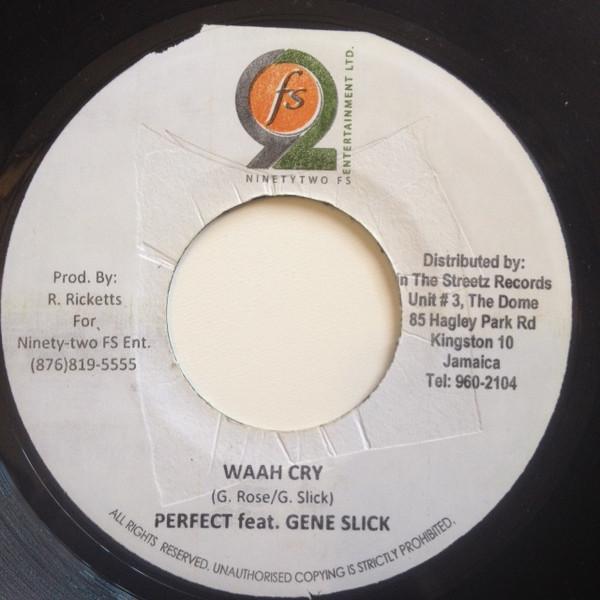 92
fs
ENTERTAINMENT LTD.
NINETYTWO FS
Prod. By:
R. Ricketts
For,
Ninety-two FS Ent.
(876)819-5555
Distributed by:
In The Streetz Records
Unit # 3, The Dome
85 Hagley Park Rd
Kingston 10
Jamaica
Tel: 960-2104
WAAH CRY
(G. Rose/G. Slick)
PERFECT feat. GENE SLICK
ALL RIGHTS RESERVED. UNAUTHORISED COPYING IS STRICTLY PROHIBITED.